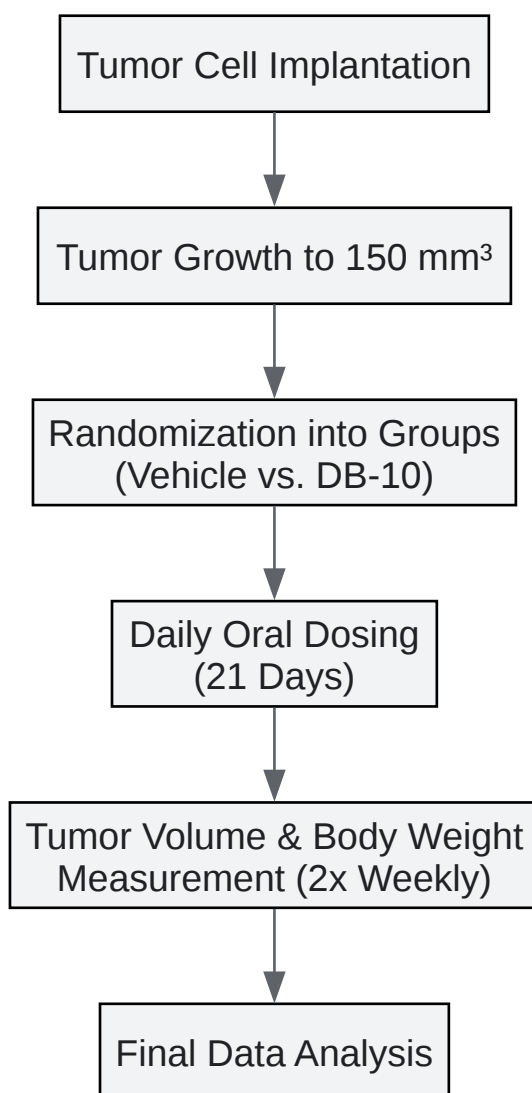 Tumor Cell Implantation
Tumor Growth to 150 mm³
Randomization into Groups
(Vehicle vs. DB-10)
Daily Oral Dosing
(21 Days)
Tumor Volume & Body Weight
Measurement (2x Weekly)
Final Data Analysis